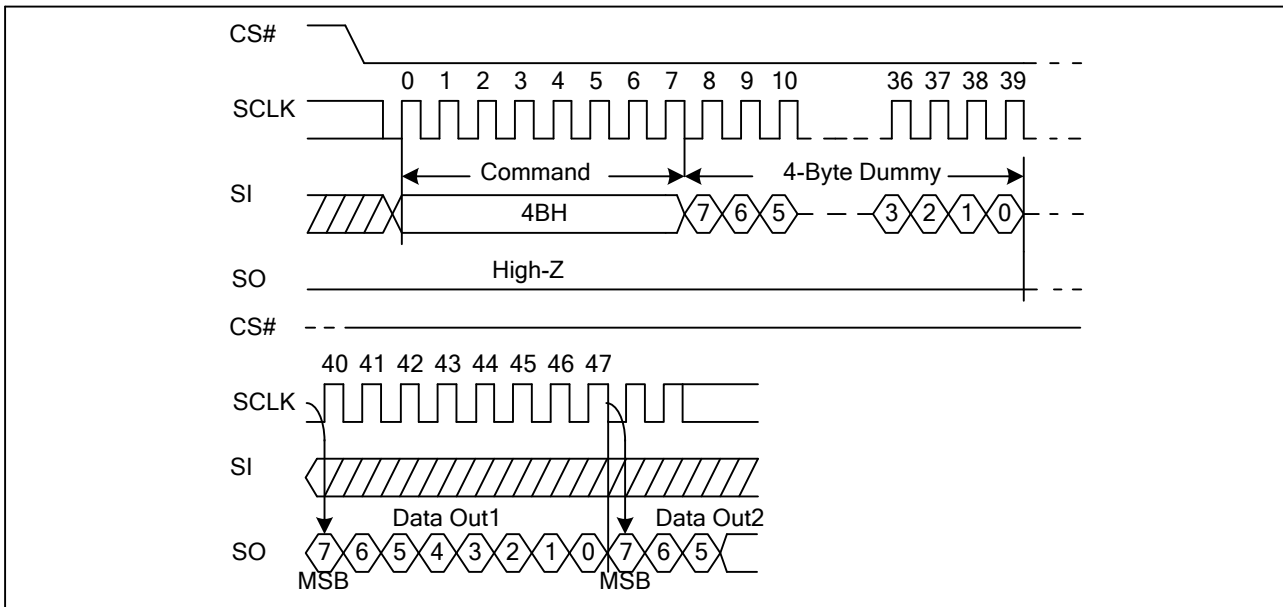 CS#
0 1 2 3 4 5 6 7 8 9 10 36 37 38 39
SCLK
Command 4-Byte Dummy
SI
4BH 7 6 5 3 2 1 0
High-Z
SO
CS#
40 41 42 43 44 45 46 47
SCLK
SI
Data Out1 Data Out2
SO 7 6 5 4 3 2 1 0 7 6 5
MSB MSB